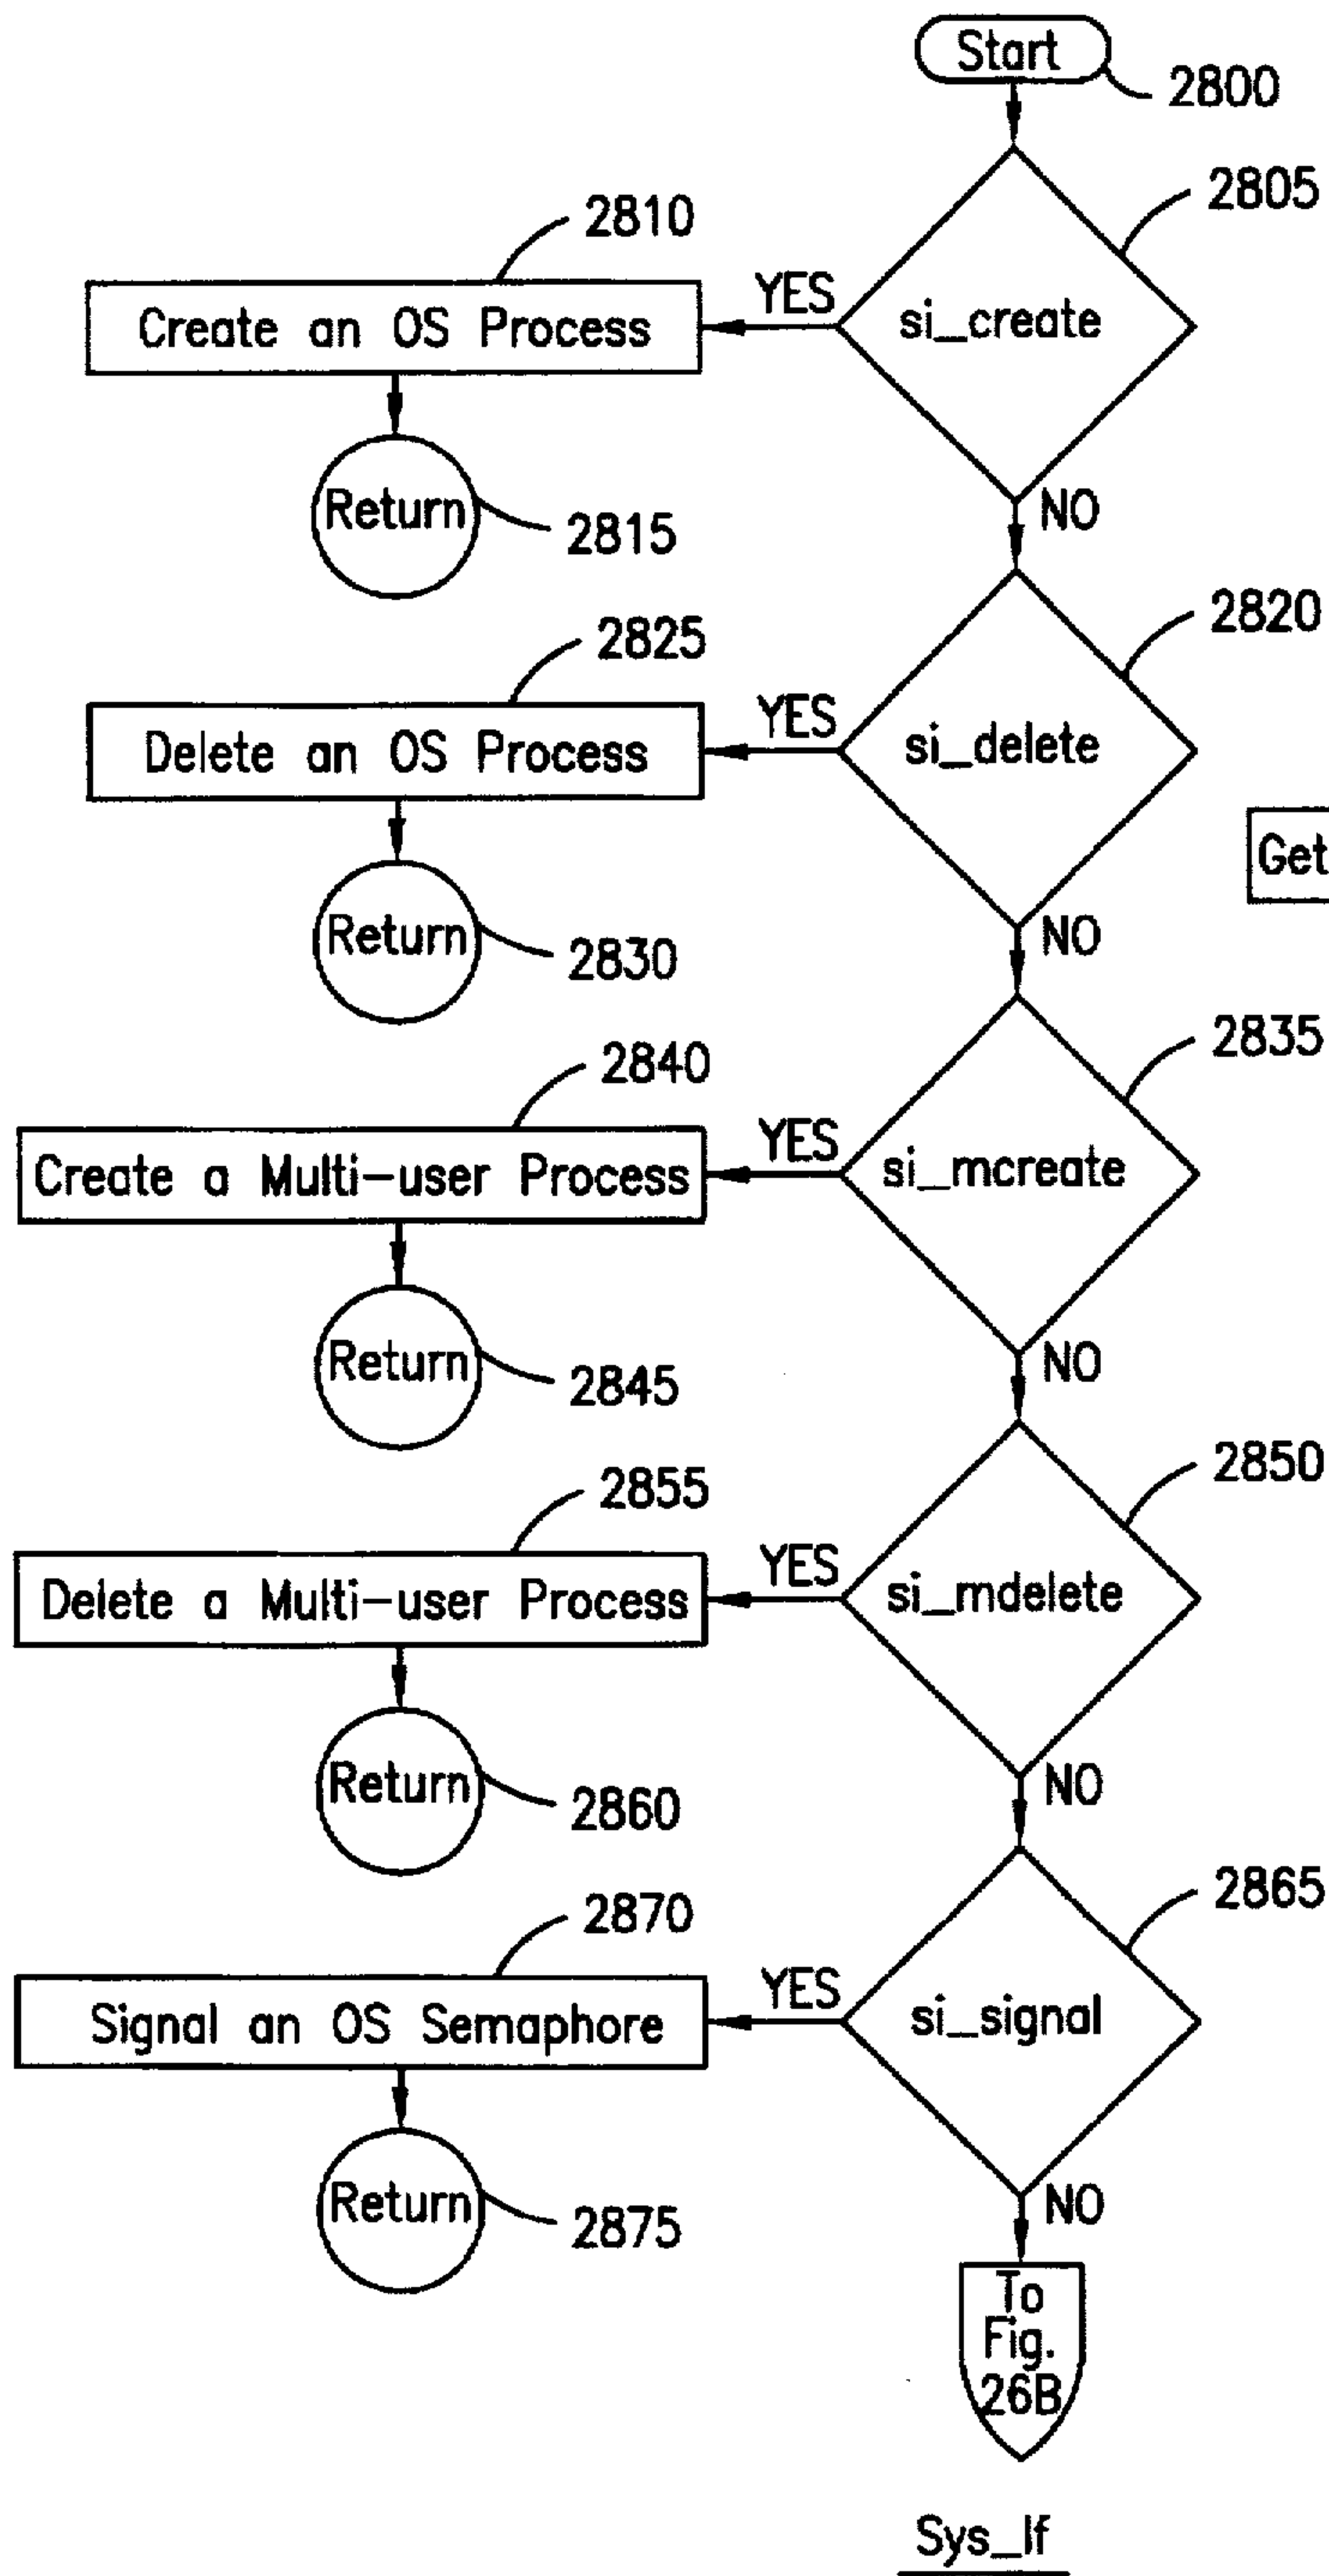 Start
2800
2805
2810
YES
Create an OS Process
si_create
Return
2815
NO
2820
2825
YES
Delete an OS Process
si_delete
Get
Return
2830
NO
2835
2840
YES
Create a Multi-user Process
si_mcreate
Return
2845
NO
2850
2855
YES
Delete a Multi-user Process
si_mdelete
Return
2860
NO
2865
2870
YES
Signal an OS Semaphore
si_signal
Return
2875
NO
To
Fig.
26B
Sys_If